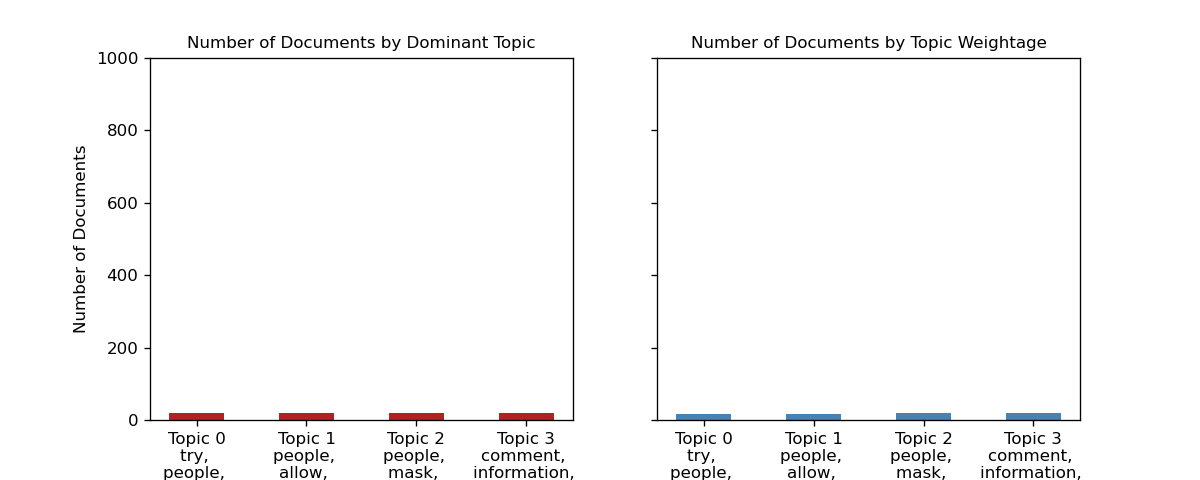 Number of Documents by Dominant Topic
Number of Documents
1000
800
600
400
200
0
Topic 0
try,
people,
Topic 1
people,
allow,
Topic 2
people,
mask,
Topic 3
comment,
information,
Number of Documents by Topic Weightage
Topic 0
try,
people,
Topic 1
people,
allow,
Topic 2
people,
mask,
Topic 3
comment,
information,